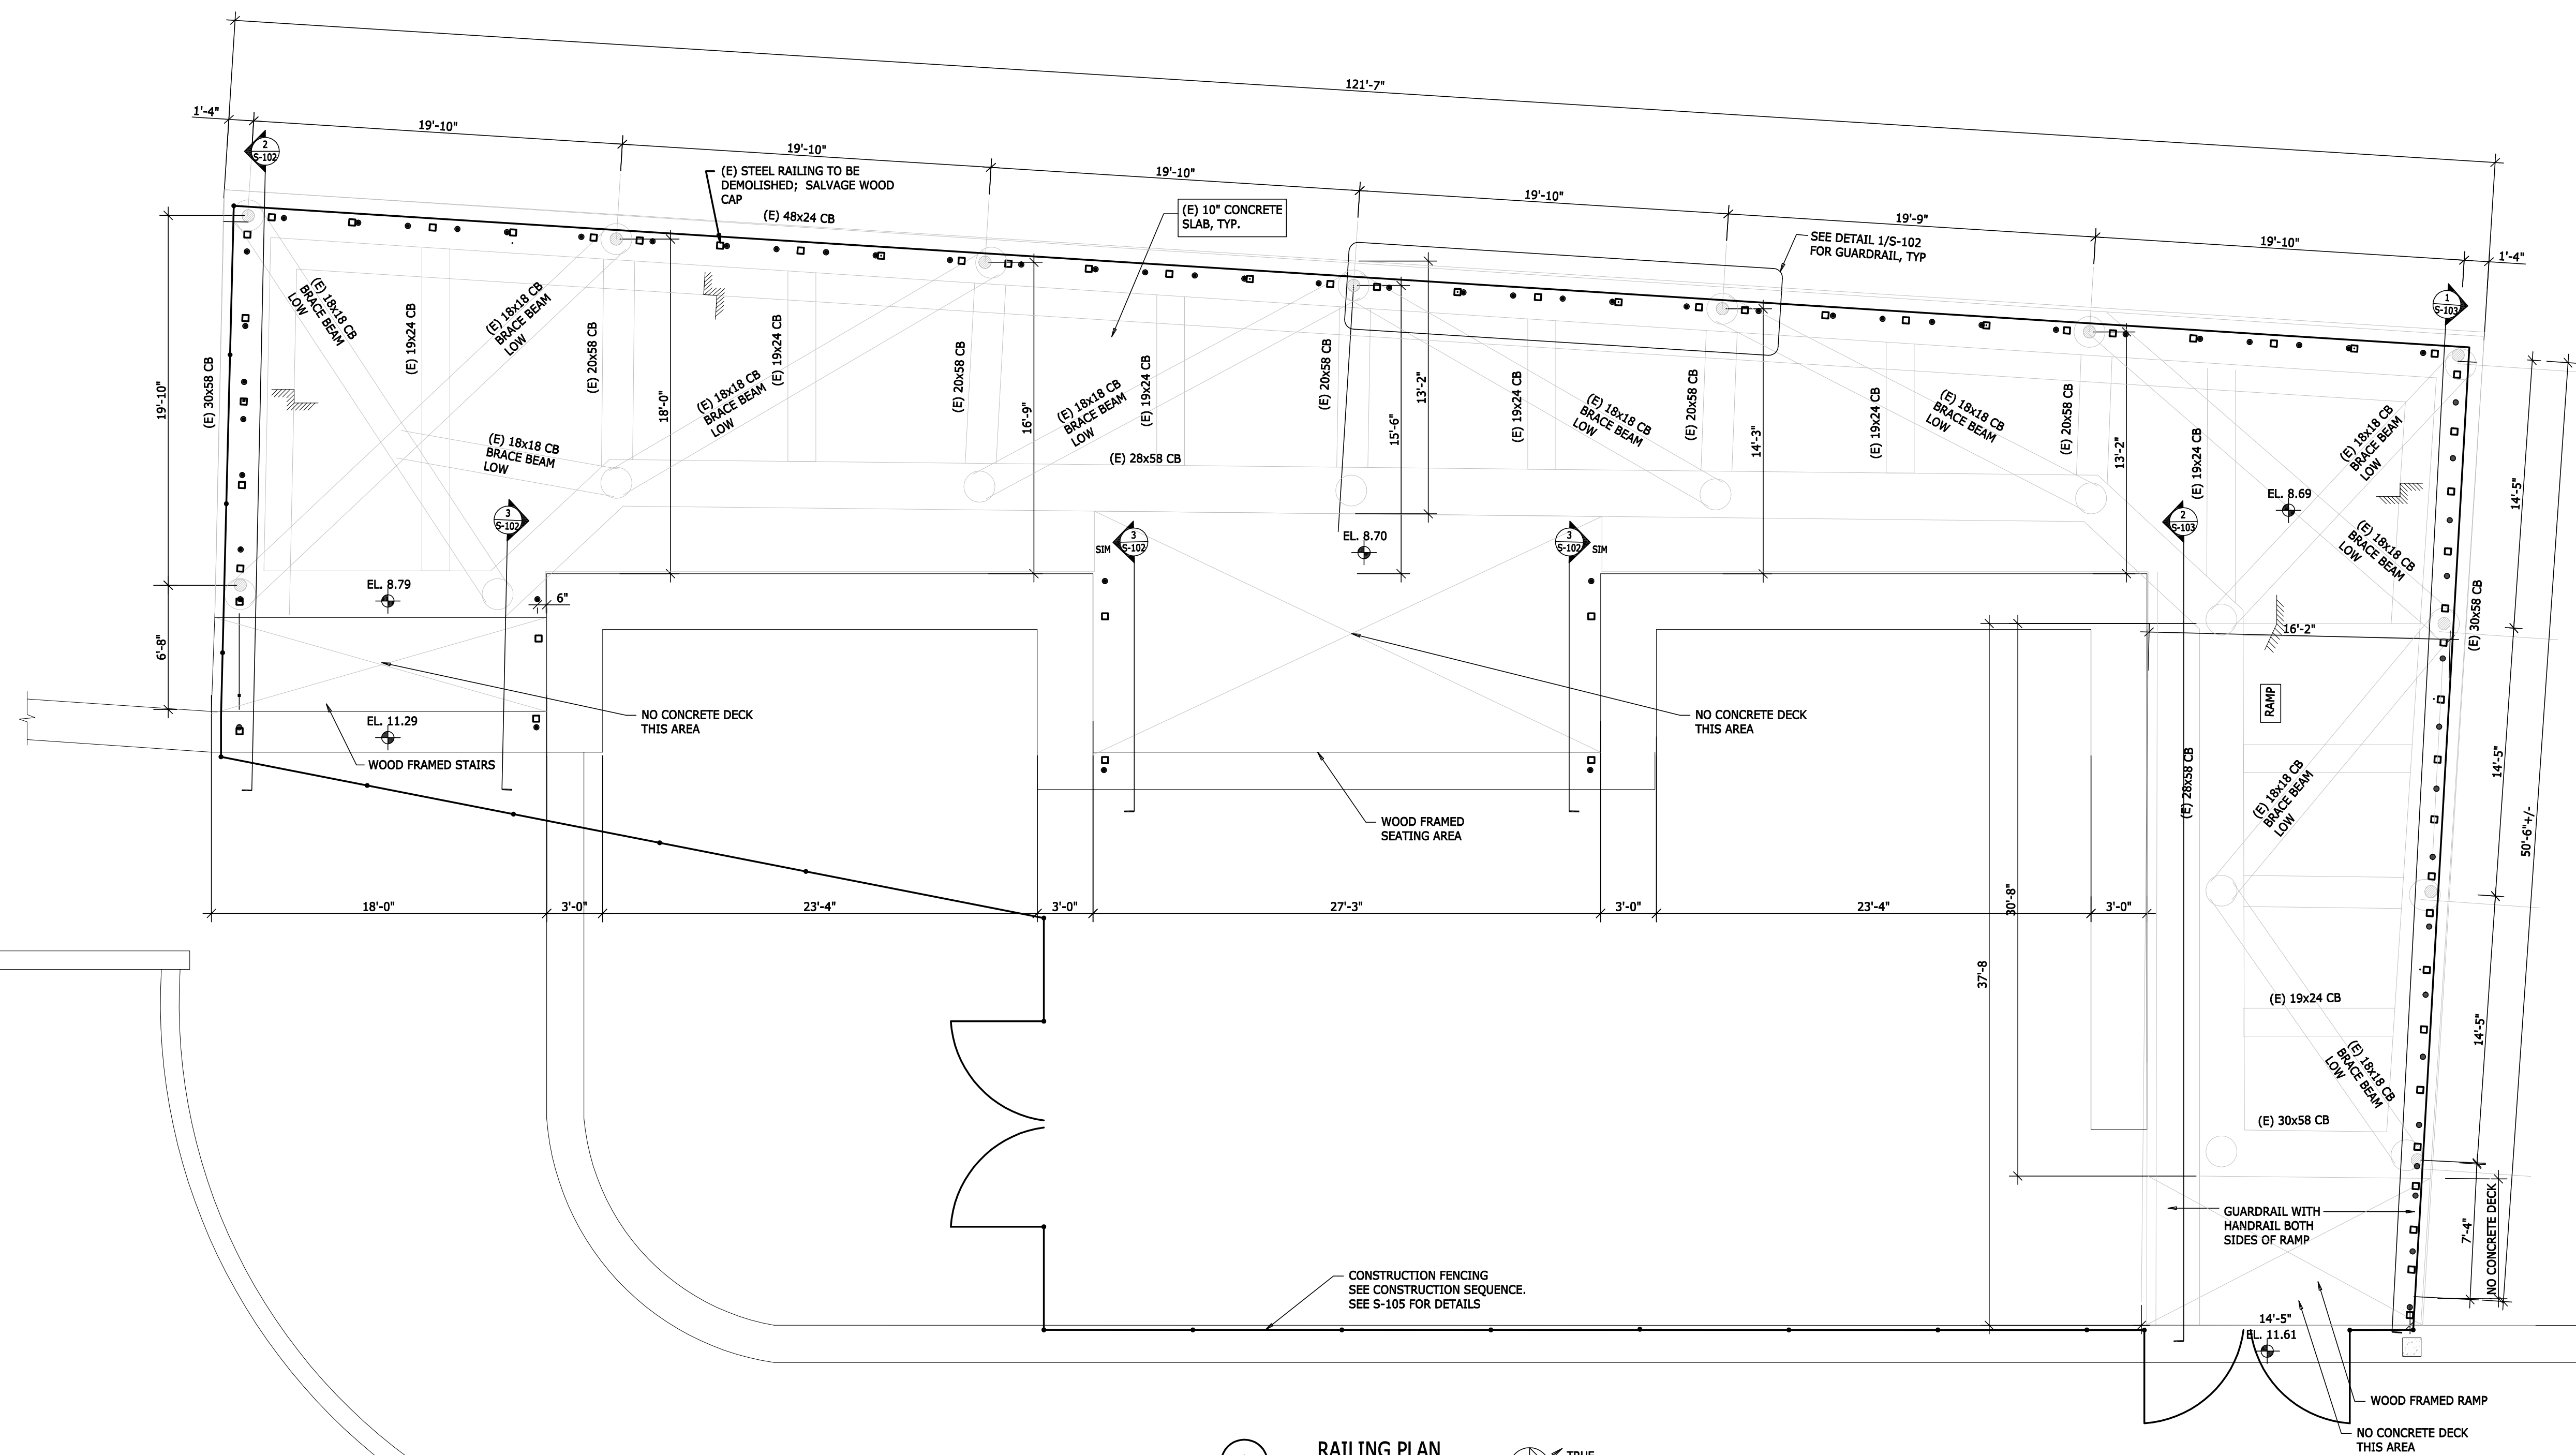 121'-7"
1'-4"
19'-10"
19'-10"
19'-10"
19'-10"
19'-9"
19'-10"
1'-4"
2
S-102
(E) STEEL RAILING TO BE
DEMOLISHED; SALVAGE WOOD
CAP
(E) 48x24 CB
(E) 10" CONCRETE
SLAB, TYP.
SEE DETAIL 1/S-102
FOR GUARDRAIL, TYP
1
S-103
19'-10"
(E) 30x58 CB
(E) 18x18 CB
BRACE BEAM
LOW
(E) 19x24 CB
(E) 18x18 CB
BRACE BEAM
LOW
(E) 20x58 CB
18'-0"
(E) 18x18 CB
BRACE BEAM
LOW
(E) 19x24 CB
(E) 20x58 CB
16'-9"
(E) 18x18 CB
BRACE BEAM
LOW
(E) 19x24 CB
(E) 20x58 CB
15'-6"
13'-2"
(E) 19x24 CB
(E) 18x18 CB
BRACE BEAM
LOW
(E) 20x58 CB
14'-3"
(E) 19x24 CB
(E) 18x18 CB
BRACE BEAM
LOW
(E) 20x58 CB
13'-2"
(E) 19x24 CB
(E) 18x18 CB
BRACE BEAM
LOW
14'-5"
(E) 18x18 CB
BRACE BEAM
LOW
(E) 28x58 CB
EL. 8.69
2
S-103
3
S-102
3
S-102
SIM
EL. 8.70
3
S-102
SIM
(E) 18x18 CB
BRACE BEAM
LOW
EL. 8.79
6"
6'-8"
16'-2"
(E) 30x58 CB
RAMP
NO CONCRETE DECK
THIS AREA
NO CONCRETE DECK
THIS AREA
EL. 11.29
WOOD FRAMED STAIRS
WOOD FRAMED
SEATING AREA
(E) 28x58 CB
(E) 18x18 CB
BRACE BEAM
LOW
14'-5"
50'-6"+/-
18'-0"
3'-0"
23'-4"
3'-0"
27'-3"
3'-0"
23'-4"
3'-0"
30'-8"
37'-8
(E) 19x24 CB
(E) 18x18 CB
BRACE BEAM
LOW
14'-5"
(E) 30x58 CB
GUARDRAIL WITH
HANDRAIL BOTH
SIDES OF RAMP
7'-4"
NO CONCRETE DECK
CONSTRUCTION FENCING
SEE CONSTRUCTION SEQUENCE.
SEE S-105 FOR DETAILS
14'-5"
EL. 11.61
WOOD FRAMED RAMP
NO CONCRETE DECK
THIS AREA
RAILING PLAN
TRUE